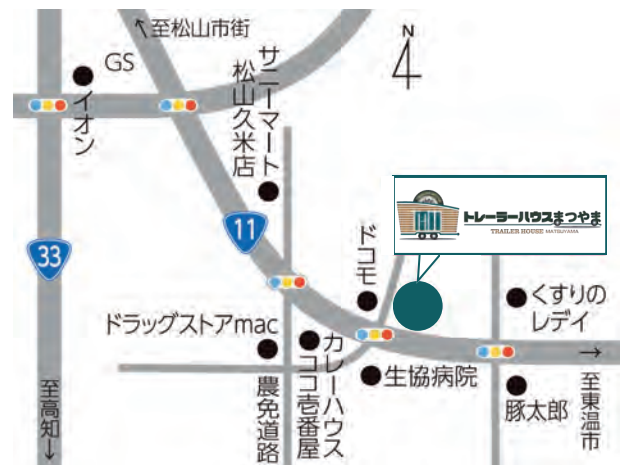 ↖至松山市街
N
GS
イオン
サニーマート
松山久米店
トレーラーハウスまつやま
TRAILER HOUSE MATSUYAMA
11
33
ドコモ
くすりの
レデイ
ドラッグストアmac
カレーハウス
ココ壱番屋
農免道路
生協病院
豚太郎
→
至東温市
至高知↓